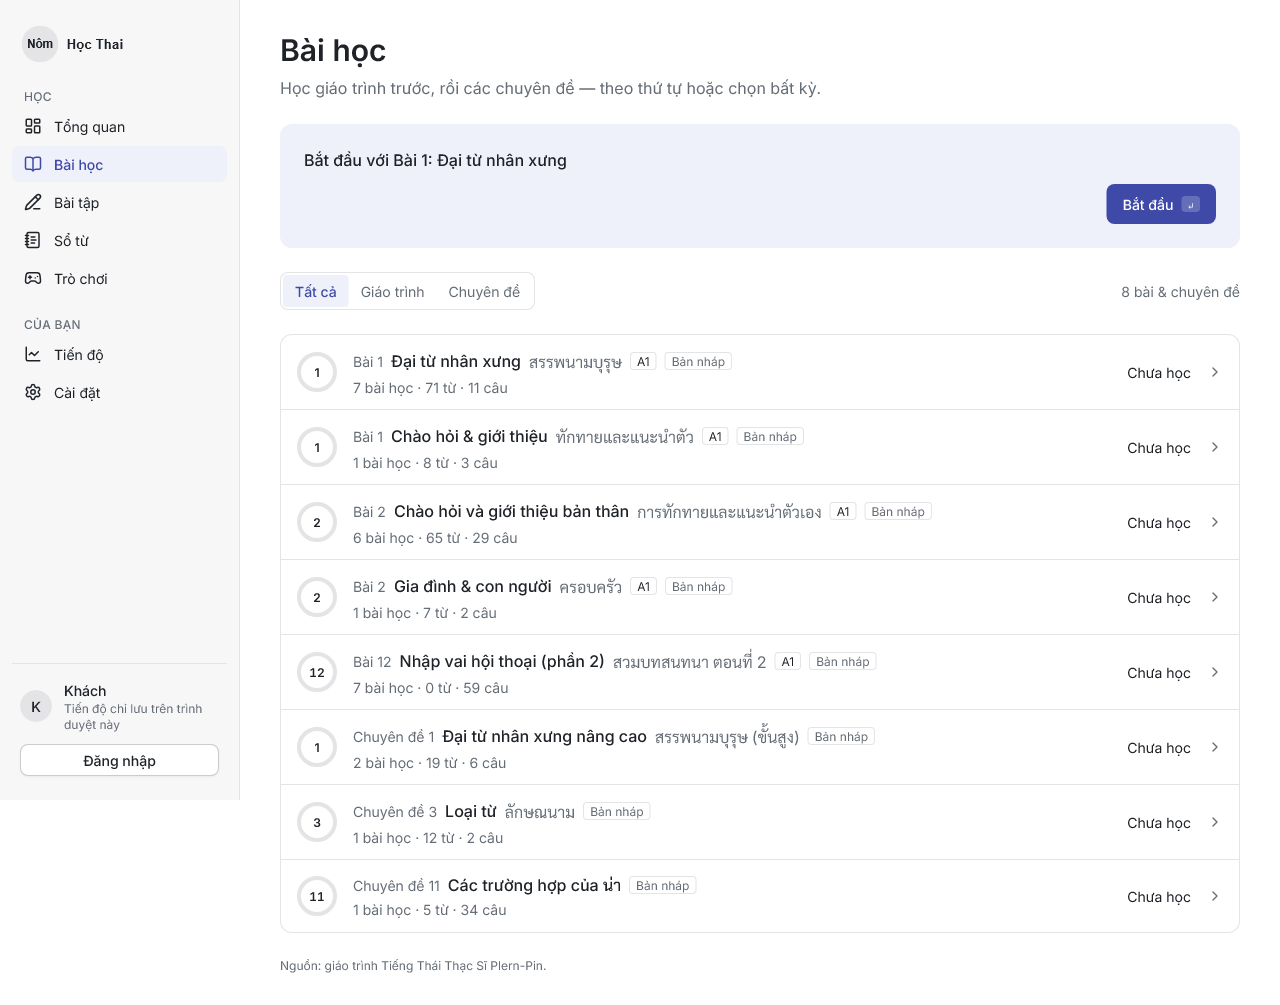 Nôm Học Thai
HỌC
Tổng quan
Bài học
Bài tập
Sổ từ
Trò chơi
CỦA BẠN
Tiến độ
Cài đặt
K
Khách
Tiến độ chỉ lưu trên trình
duyệt này
Đăng nhập
Bài học
Học giáo trình trước, rồi các chuyên đề — theo thứ tự hoặc chọn bất kỳ.
Bắt đầu với Bài 1: Đại từ nhân xưng
Bắt đầu ↵
Tất cả Giáo trình Chuyên đề
8 bài & chuyên đề
1 Bài 1 Đại từ nhân xưng สรรพนามบุรุษ A1 Bản nháp
7 bài học · 71 từ · 11 câu
Chưa học
1 Bài 1 Chào hỏi & giới thiệu ทักทายและแนะนำตัว A1 Bản nháp
1 bài học · 8 từ · 3 câu
Chưa học
2 Bài 2 Chào hỏi và giới thiệu bản thân การทักทายและแนะนำตัวเอง A1 Bản nháp
6 bài học · 65 từ · 29 câu
Chưa học
2 Bài 2 Gia đình & con người ครอบครัว A1 Bản nháp
1 bài học · 7 từ · 2 câu
Chưa học
12 Bài 12 Nhập vai hội thoại (phần 2) สวมบทสนทนา ตอนที่ 2 A1 Bản nháp
7 bài học · 0 từ · 59 câu
Chưa học
1 Chuyên đề 1 Đại từ nhân xưng nâng cao สรรพนามบุรุษ (ขั้นสูง) Bản nháp
2 bài học · 19 từ · 6 câu
Chưa học
3 Chuyên đề 3 Loại từ ลักษณนาม Bản nháp
1 bài học · 12 từ · 2 câu
Chưa học
11 Chuyên đề 11 Các trường hợp của น่า Bản nháp
1 bài học · 5 từ · 34 câu
Chưa học
Nguồn: giáo trình Tiếng Thái Thạc Sĩ Plern-Pin.